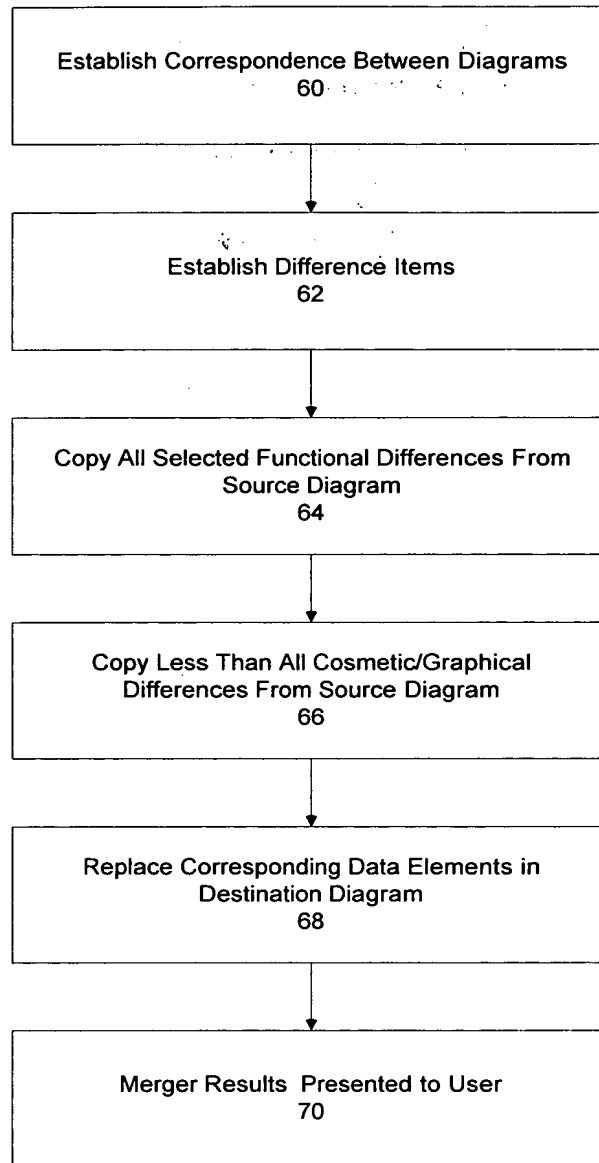 Establish Correspondence Between Diagrams
60
Establish Difference Items
62
Copy All Selected Functional Differences From
Source Diagram
64
Copy Less Than All Cosmetic/Graphical
Differences From Source Diagram
66
Replace Corresponding Data Elements in
Destination Diagram
68
Merger Results Presented to User
70